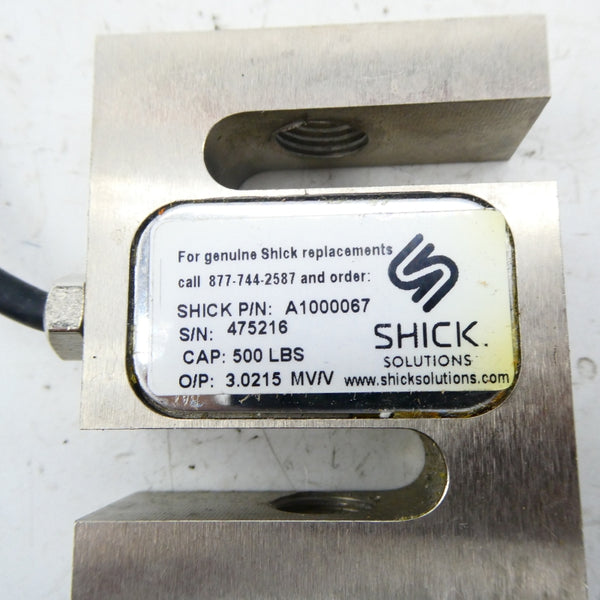 For genuine Shick replacements
call 877-744-2587 and order:
SHICK P/N: A1000067
S/N: 475216
CAP: 500 LBS
O/P: 3.0215 MV/V
SHICK.
SOLUTIONS
www.shicksolutions.com